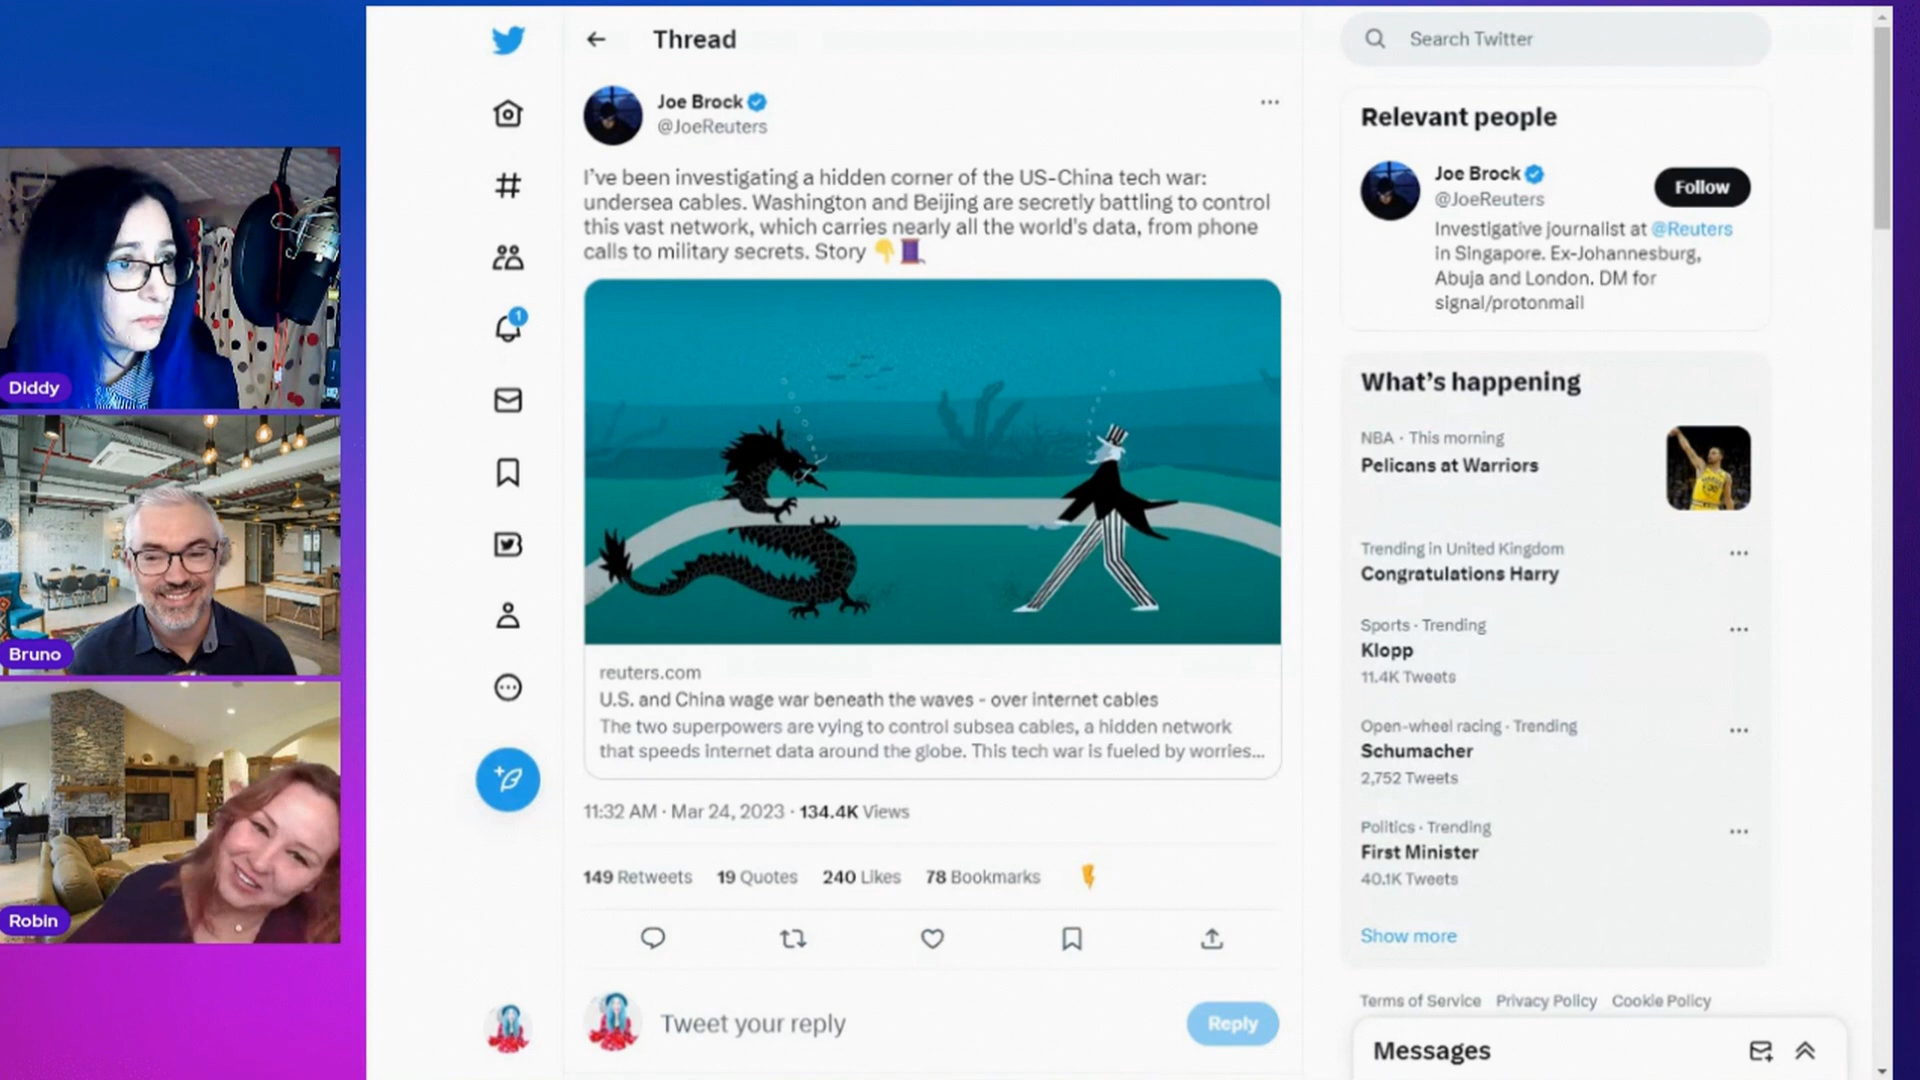 Diddy
Bruno
Robin
Thread
Joe Brock
@JoeReuters
I've been investigating a hidden corner of the US-China tech war:
undersea cables. Washington and Beijing are secretly battling to control
this vast network, which carries nearly all the world's data, from phone
calls to military secrets. Story 👇🧵
reuters.com
U.S. and China wage war beneath the waves - over internet cables
The two superpowers are vying to control subsea cables, a hidden network
that speeds internet data around the globe. This tech war is fueled by worries...
11:32 AM · Mar 24, 2023 · 134.4K Views
149 Retweets 19 Quotes 240 Likes 78 Bookmarks
Tweet your reply
Reply
1
Search Twitter
Relevant people
Joe Brock
@JoeReuters
Follow
Investigative journalist at @Reuters
in Singapore. Ex-Johannesburg,
Abuja and London. DM for
signal/protonmail
What's happening
NBA · This morning
Pelicans at Warriors
Trending in United Kingdom
Congratulations Harry
Sports · Trending
Klopp
11.4K Tweets
Open-wheel racing · Trending
Schumacher
2,752 Tweets
Politics · Trending
First Minister
40.1K Tweets
Show more
Terms of Service Privacy Policy Cookie Policy
Messages